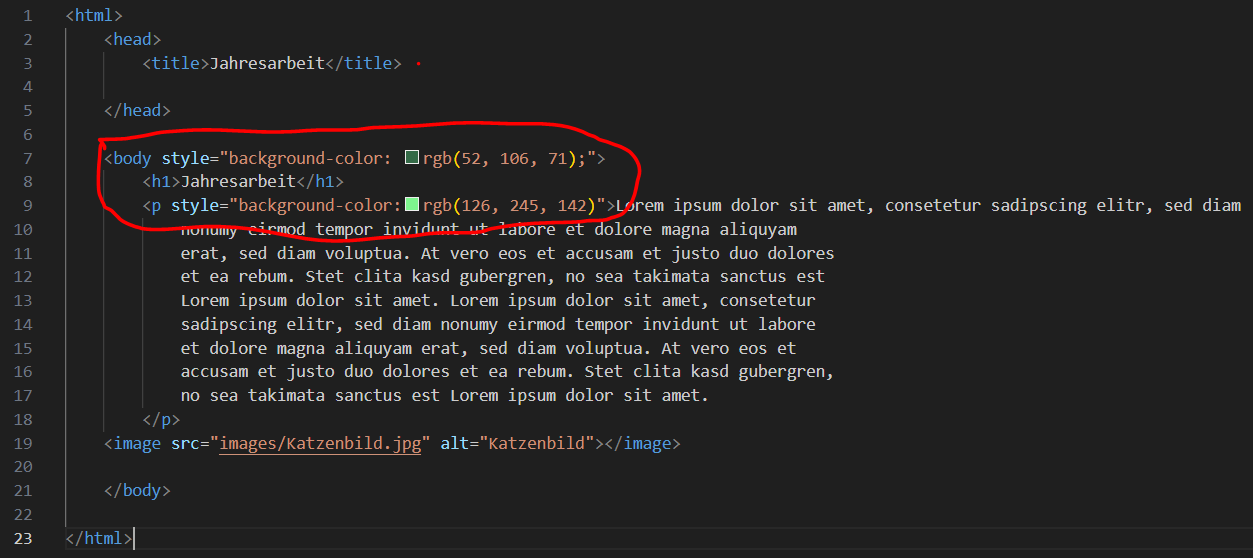 1 <html>
2 <head>
3 <title>Jahresarbeit</title>
4
5 </head>
6
7 <body style="background-color: rgb(52, 106, 71);">
8 <h1>Jahresarbeit</h1>
9 <p style="background-color:rgb(126, 245, 142)">Lorem ipsum dolor sit amet, consetetur sadipscing elitr, sed diam
10 nonumy eirmod tempor invidunt ut labore et dolore magna aliquyam
11 erat, sed diam voluptua. At vero eos et accusam et justo duo dolores
12 et ea rebum. Stet clita kasd gubergren, no sea takimata sanctus est
13 Lorem ipsum dolor sit amet. Lorem ipsum dolor sit amet, consetetur
14 sadipscing elitr, sed diam nonumy eirmod tempor invidunt ut labore
15 et dolore magna aliquyam erat, sed diam voluptua. At vero eos et
16 accusam et justo duo dolores et ea rebum. Stet clita kasd gubergren,
17 no sea takimata sanctus est Lorem ipsum dolor sit amet.
18 </p>
19 <image src="images/Katzenbild.jpg" alt="Katzenbild"></image>
20
21 </body>
22
23 </html>